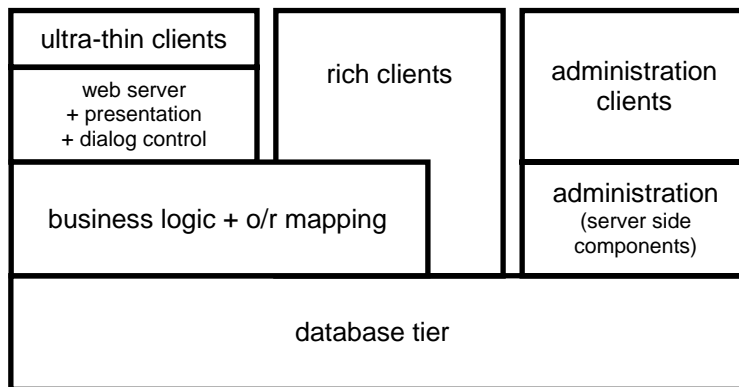 ultra-thin clients
web server
+ presentation
+ dialog control
rich clients
administration
clients
business logic + o/r mapping
administration
(server side
components)
database tier